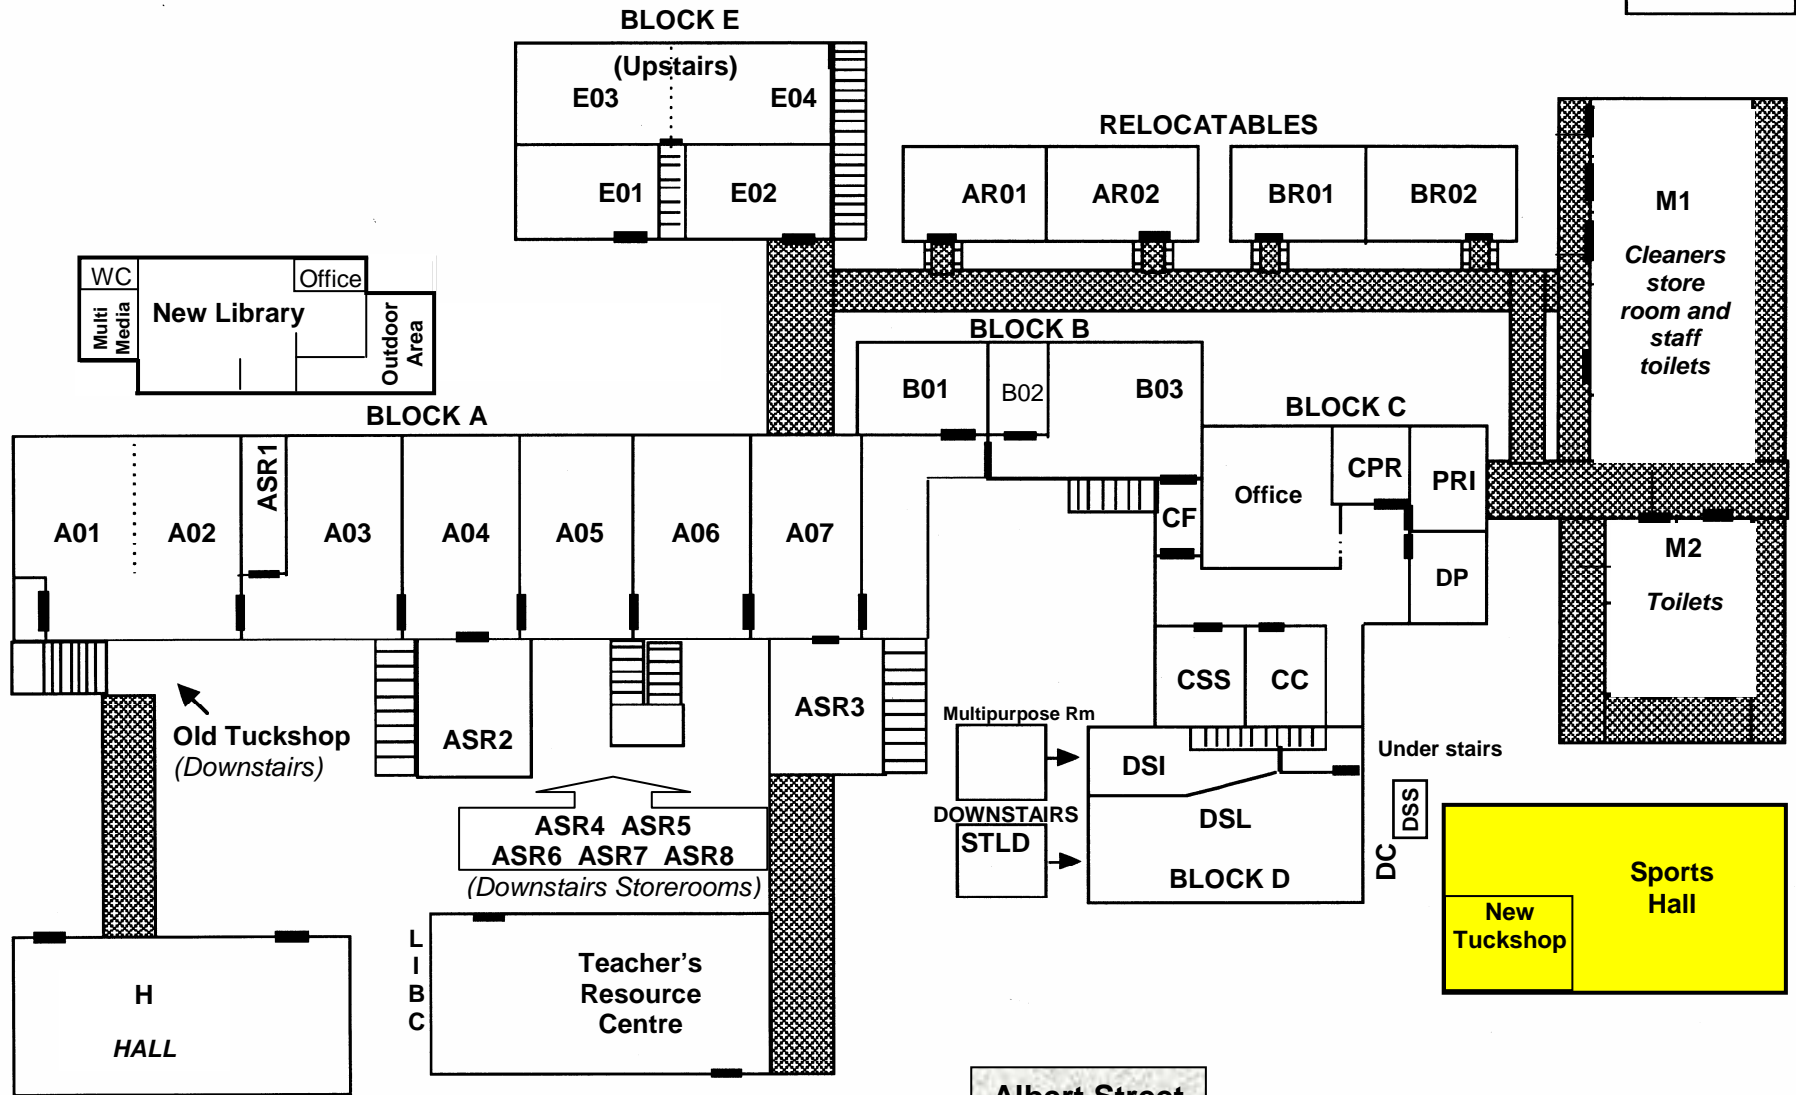 BLOCK E
(Upstairs)
E03
E04
E01
E02
RELOCATABLES
AR01
AR02
BR01
BR02
M1
Cleaners
store
room and
staff
toilets
WC
Office
Multi
Media
New Library
Outdoor
Area
BLOCK B
B01
B02
B03
BLOCK C
Office
CPR
PRI
CF
DP
CSS
CC
BLOCK A
A01
A02
ASR1
A03
A04
A05
A06
A07
M2
Toilets
Old Tuckshop
(Downstairs)
ASR2
ASR3
ASR4 ASR5
ASR6 ASR7 ASR8
(Downstairs Storerooms)
Multipurpose Rm
DOWNSTAIRS
STLD
DSI
DSL
BLOCK D
Under stairs
DSS
DC
Sports
Hall
New
Tuckshop
H
HALL
L
I
B
C
Teacher's
Resource
Centre
Albert Street